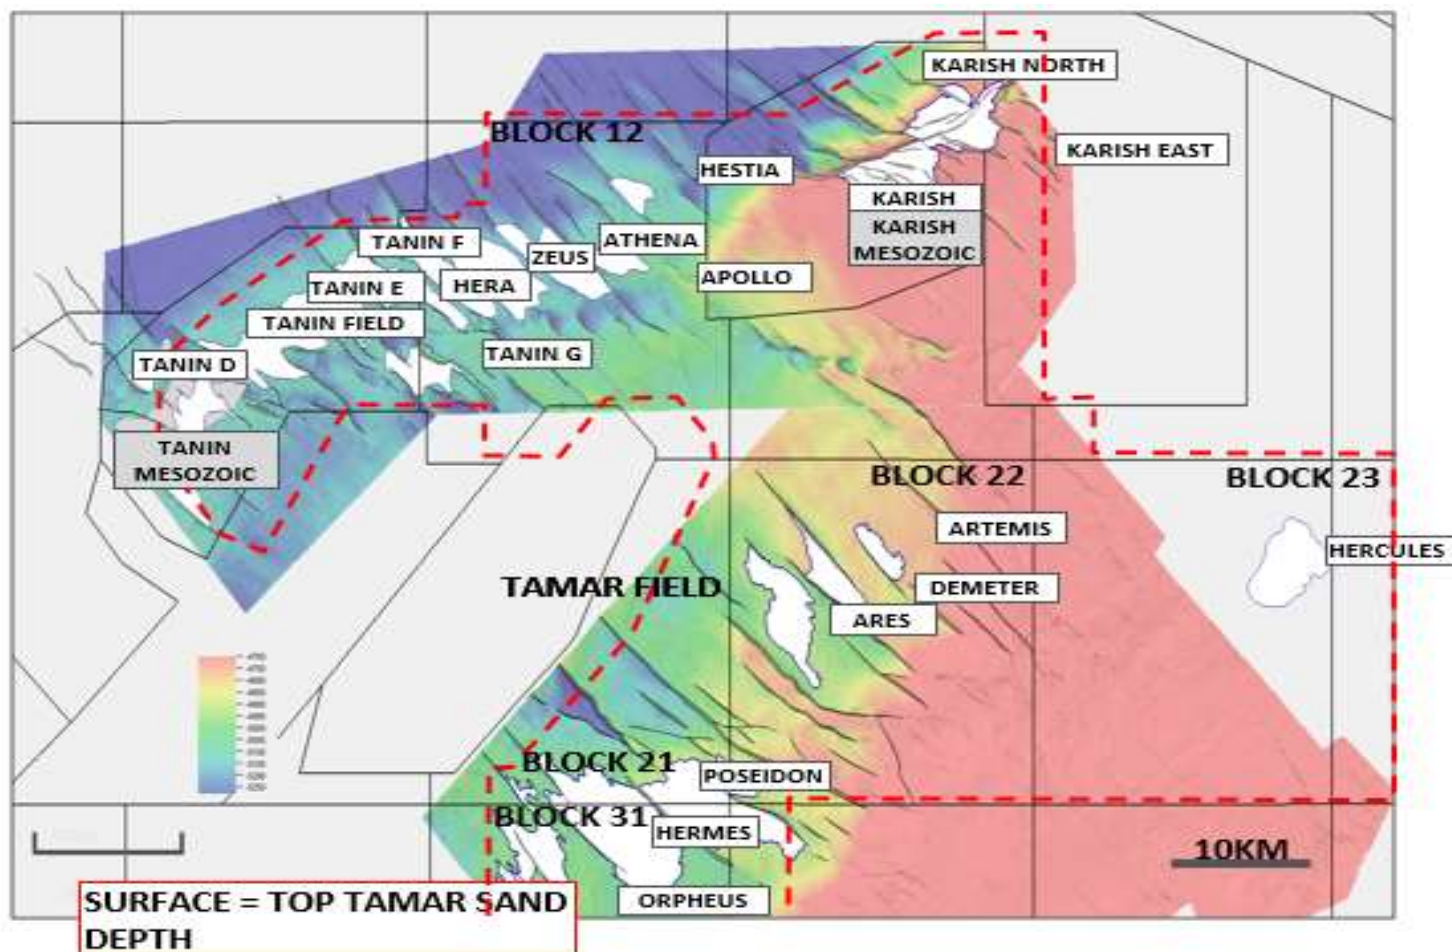 KARISH NORTH
BLOCK 12
KARISH EAST
HESTIA
KARISH
KARISH
MESOZOIC
TANIN F
ATHENA
ZEUS
APOLLO
TANIN E
HERA
TANIN FIELD
TANIN G
TANIN D
TANIN
MESOZOIC
BLOCK 22
BLOCK 23
ARTEMIS
HERCULES
TAMAR FIELD
DEMETER
ARES
BLOCK 21
POSEIDON
BLOCK 31
HERMES
10KM
ORPHEUS
SURFACE = TOP TAMAR SAND
DEPTH